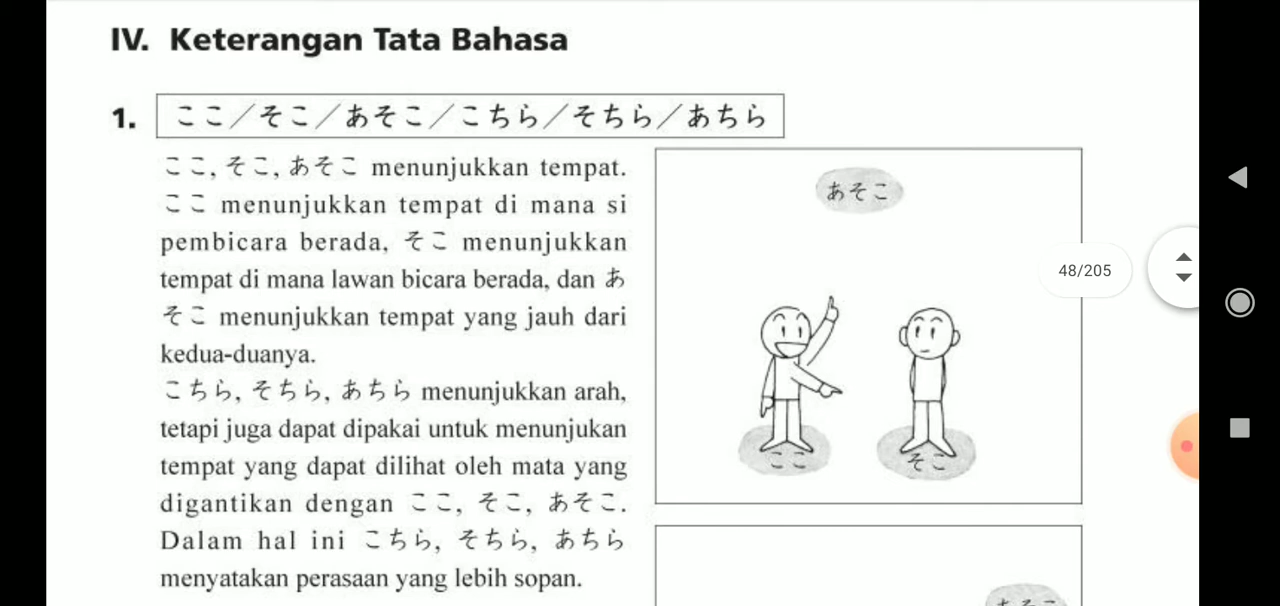 IV. Keterangan Tata Bahasa
1. ここ／そこ／あそこ／こちら／そちら／あちら
ここ, そこ, あそこ menunjukkan tempat.
ここ menunjukkan tempat di mana si
pembicara berada, そこ menunjukkan
tempat di mana lawan bicara berada, dan あ
そこ menunjukkan tempat yang jauh dari
kedua-duanya.
こちら, そちら, あちら menunjukkan arah,
tetapi juga dapat dipakai untuk menunjukan
tempat yang dapat dilihat oleh mata yang
digantikan dengan ここ, そこ, あそこ.
Dalam hal ini こちら, そちら, あちら
menyatakan perasaan yang lebih sopan.
あそこ
ここ
そこ
48/205